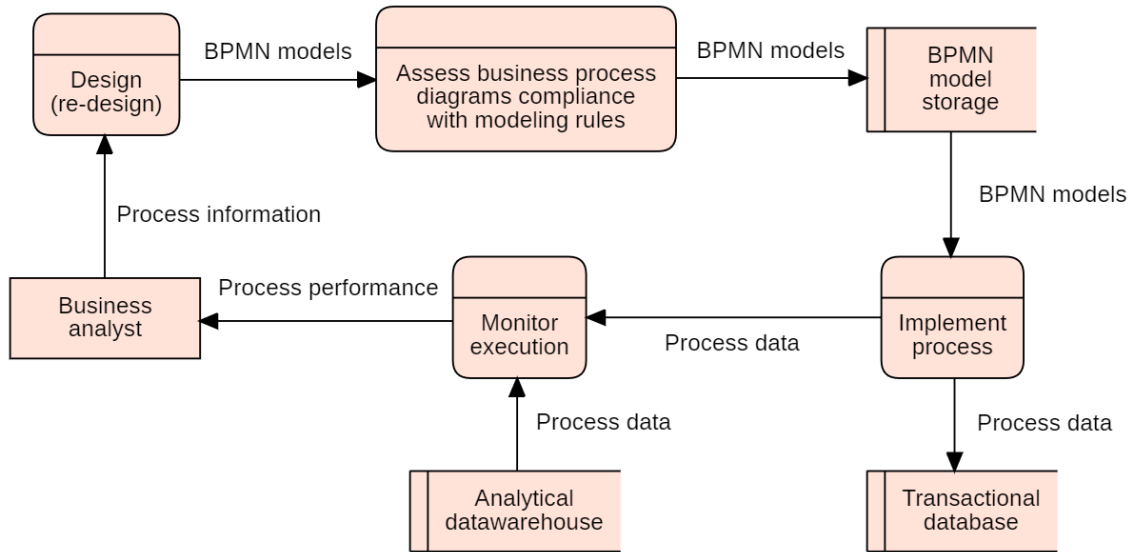 BPMN models
BPMN models
Design
(re-design)
Assess business process
diagrams compliance
with modeling rules
BPMN
model
storage
Process information
BPMN models
Business
analyst
Process performance
Monitor
execution
Process data
Implement
process
Process data
Process data
Analytical
datawarehouse
Transactional
database